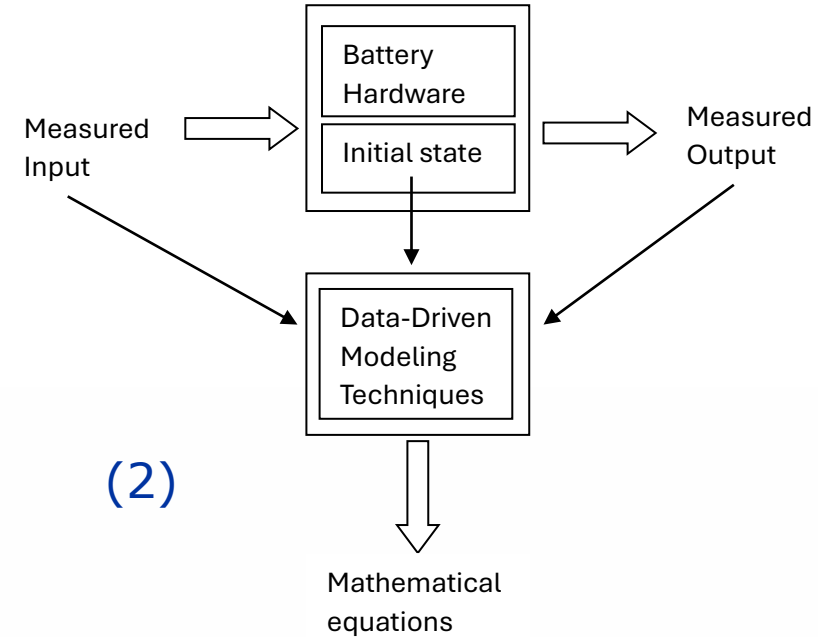 Battery
Hardware
Measured
Input
Initial state
Measured
Output
Data-Driven
Modeling
Techniques
(2)
Mathematical
equations